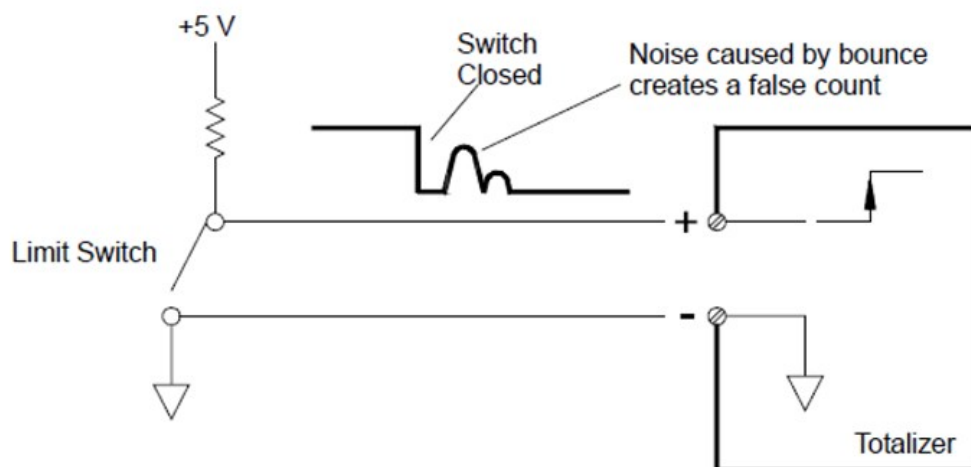 +5 V
Switch
Closed
Noise caused by bounce
creates a false count
Limit Switch
+
-
Totalizer